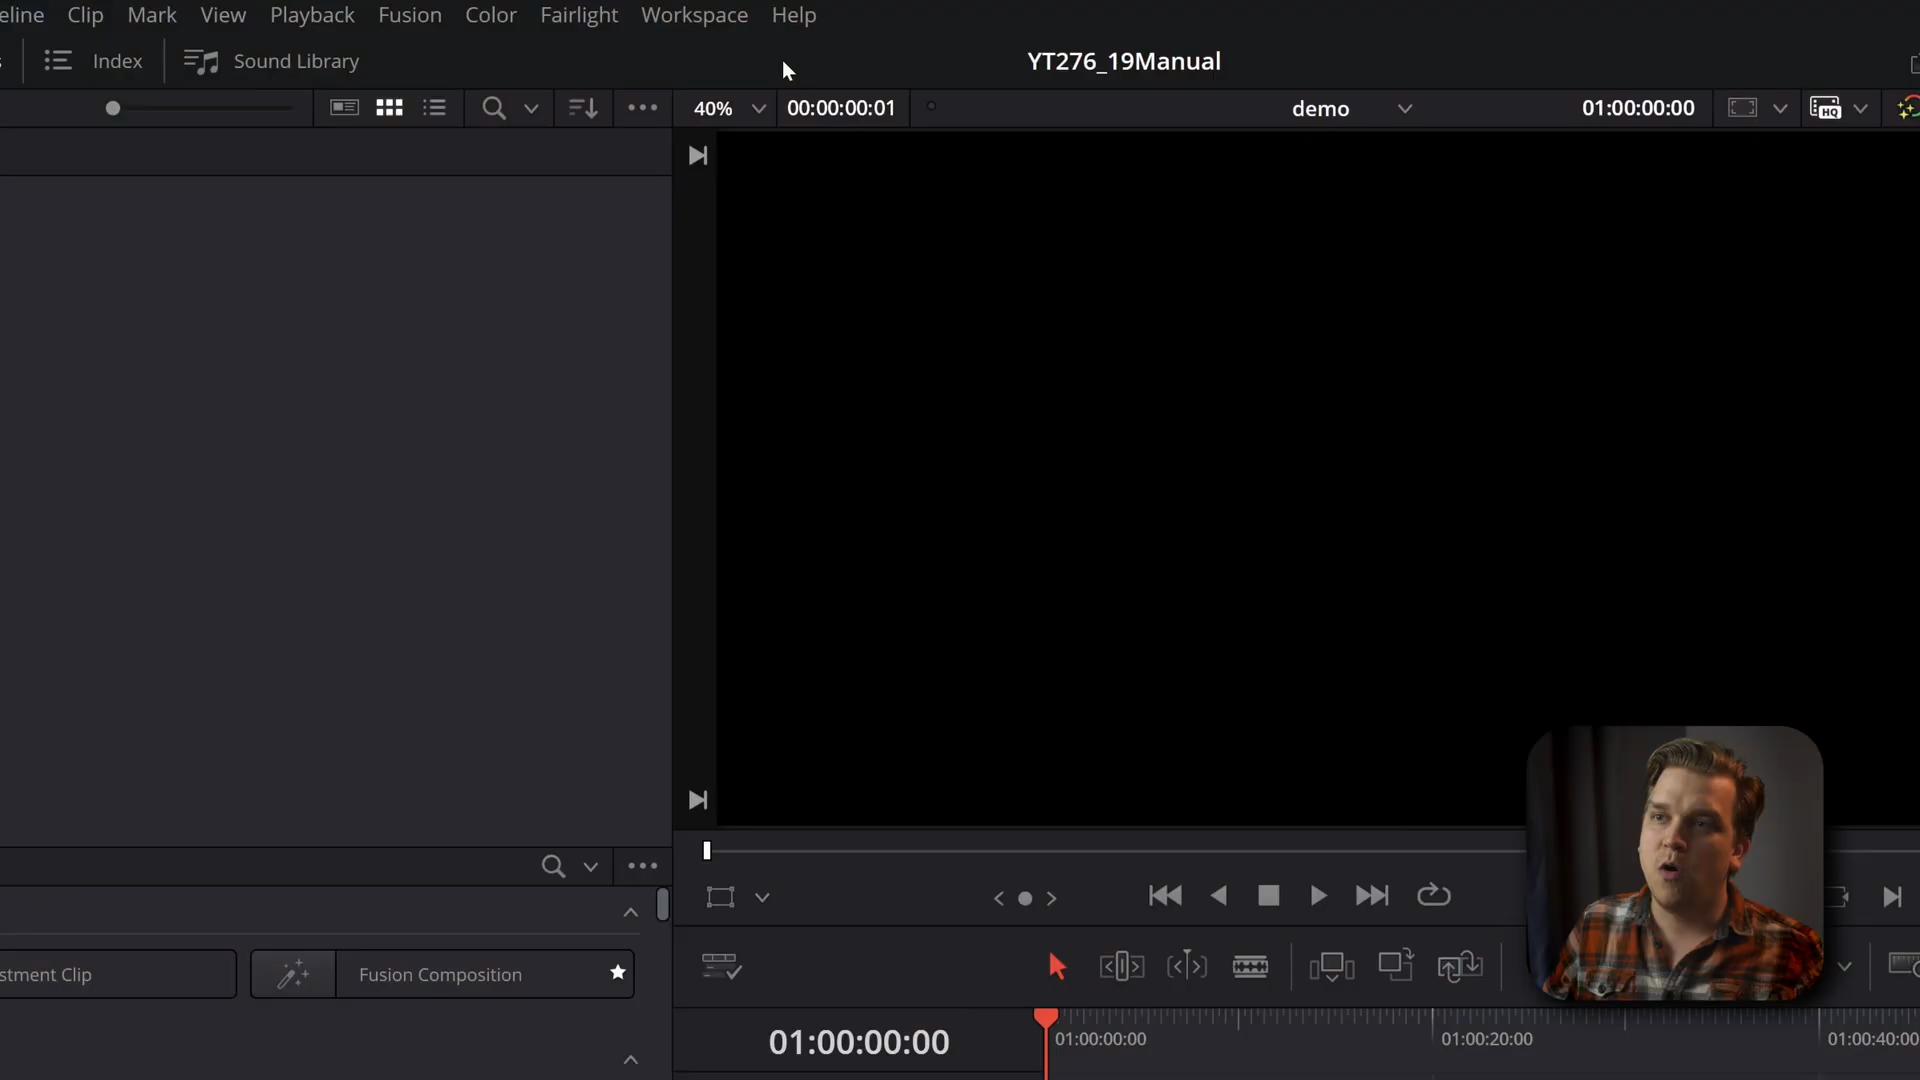 eline Clip Mark View Playback Fusion Color Fairlight Workspace Help
s Index Sound Library YT276_19Manual
40% 00:00:00:01 demo 01:00:00:00 HQ
stment Clip Fusion Composition
01:00:00:00 01:00:00:00 01:00:20:00 01:00:40:00